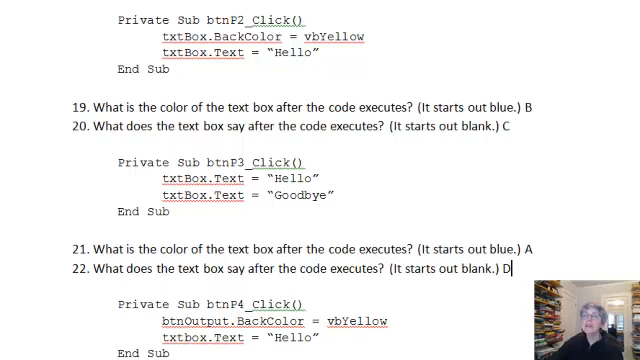 Private Sub btnP2_Click()
txtBox.BackColor = vbYellow
txtBox.Text = “Hello”
End Sub
19. What is the color of the text box after the code executes? (It starts out blue.) B
20. What does the text box say after the code executes? (It starts out blank.) C
Private Sub btnP3_Click()
txtBox.Text = “Hello”
txtBox.Text = “Goodbye”
End Sub
21. What is the color of the text box after the code executes? (It starts out blue.) A
22. What does the text box say after the code executes? (It starts out blank.) D
Private Sub btnP4_Click()
btnOutput.BackColor = vbYellow
txtbox.Text = “Hello”
End Sub